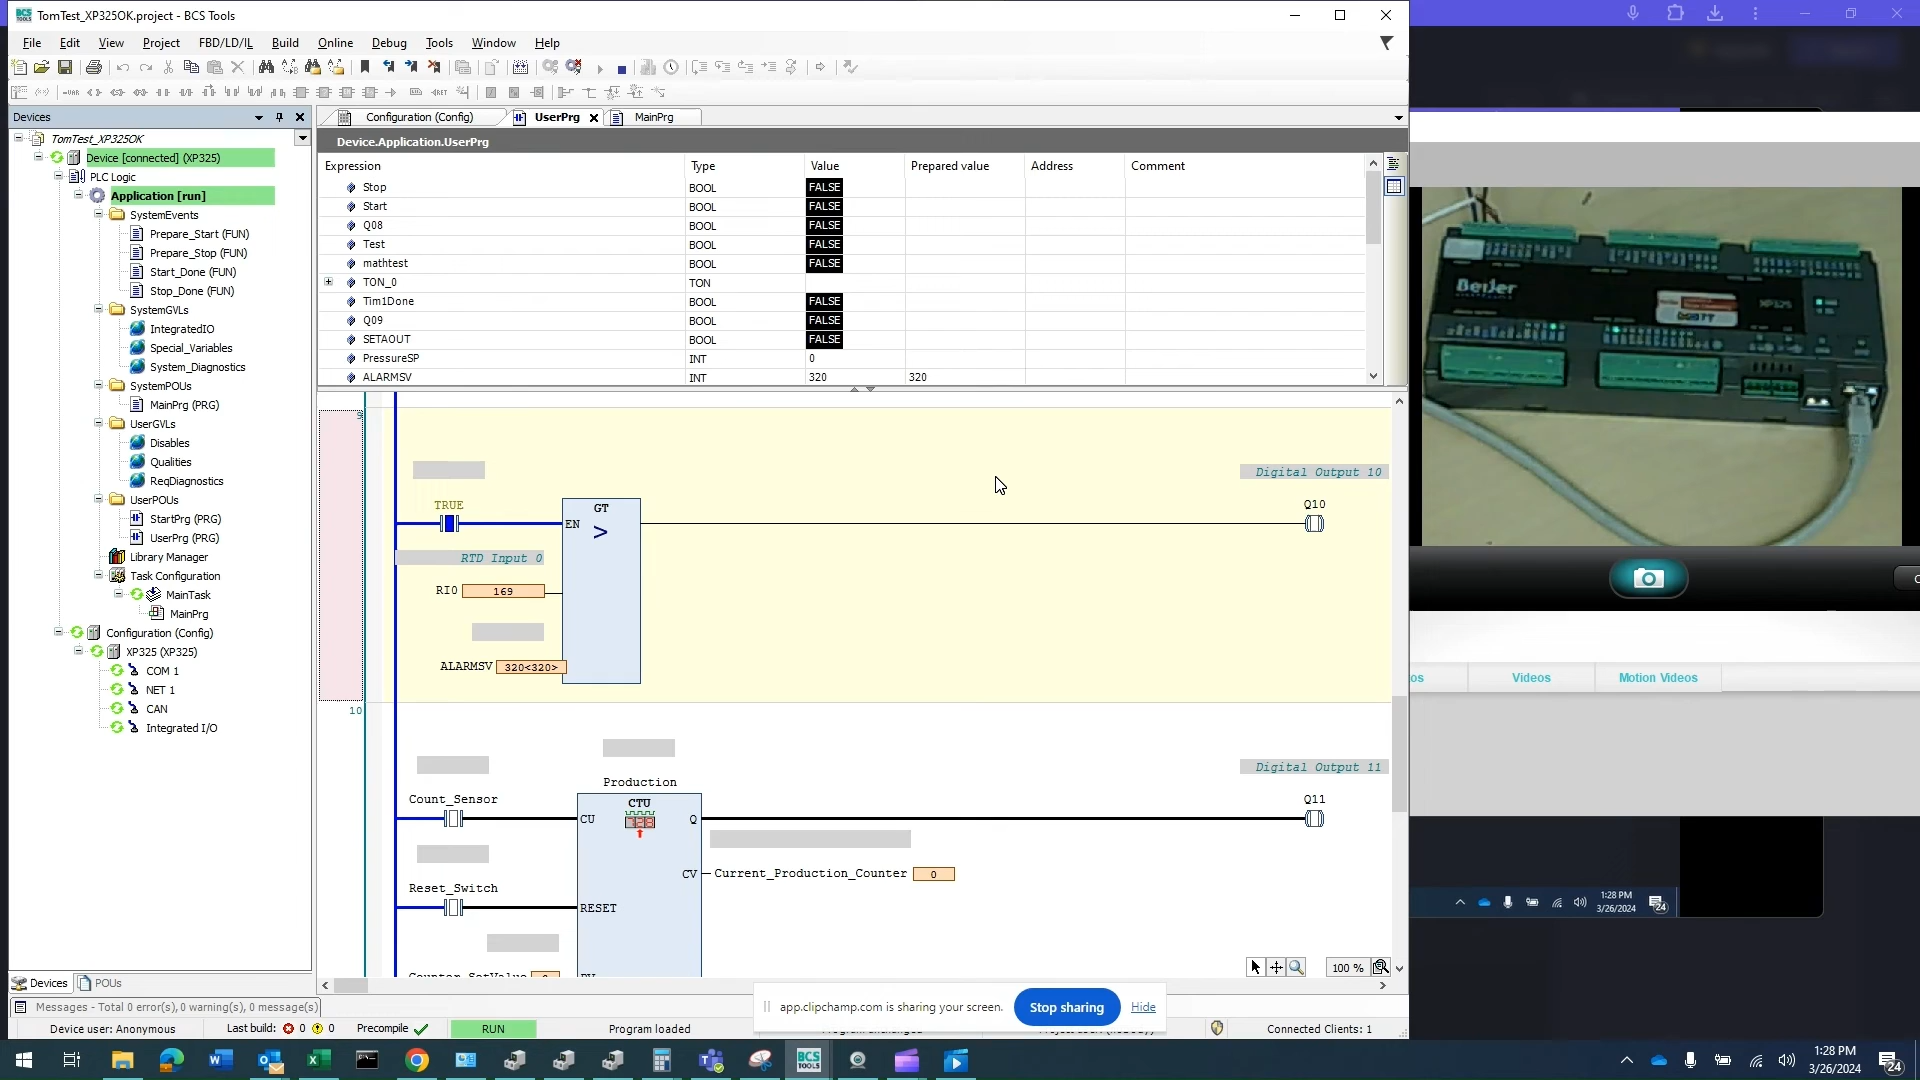 TomTest_XP325OK.project - BCS Tools
File Edit View Project FBD/LD/IL Build Online Debug Tools Window Help
Devices
TomTest_XP325OK
Device [connected] (XP325)
PLC Logic
Application [run]
SystemEvents
Prepare_Start (FUN)
Prepare_Stop (FUN)
Start_Done (FUN)
Stop_Done (FUN)
SystemGVLs
IntegratedIO
Special_Variables
System_Diagnostics
SystemPOUs
MainPrg (PRG)
UserGVLs
Disables
Qualities
ReqDiagnostics
UserPOUs
StartPrg (PRG)
UserPrg (PRG)
Library Manager
Task Configuration
MainTask
MainPrg
Configuration (Config)
XP325 (XP325)
COM 1
NET 1
CAN
Integrated I/O
Devices POUs
Configuration (Config) UserPrg MainPrg
Device.Application.UserPrg
Expression Type Value Prepared value Address Comment
Stop BOOL FALSE
Start BOOL FALSE
Q08 BOOL FALSE
Test BOOL FALSE
mathtest BOOL FALSE
TON_0 TON
Tim1Done BOOL FALSE
Q09 BOOL FALSE
SETAOUT BOOL FALSE
PressureSP INT 0
ALARMSV INT 320 320
9
Digital Output 10
TRUE GT Q10
EN >
RTD Input 0
RI0 169
ALARMSV 320<320>
10
Digital Output 11
Production
Count_Sensor CTU Q11
CU Q
CV Current_Production_Counter 0
Reset_Switch
RESET
100 %
Messages - Total 0 error(s), 0 warning(s), 0 message(s)
app.clipchamp.com is sharing your screen. Stop sharing Hide
Device user: Anonymous Last build: 0 0 Precompile RUN Program loaded Connected Clients: 1
Beijer
XP325
Videos Motion Videos
1:28 PM
3/26/2024
24
1:28 PM
3/26/2024
24